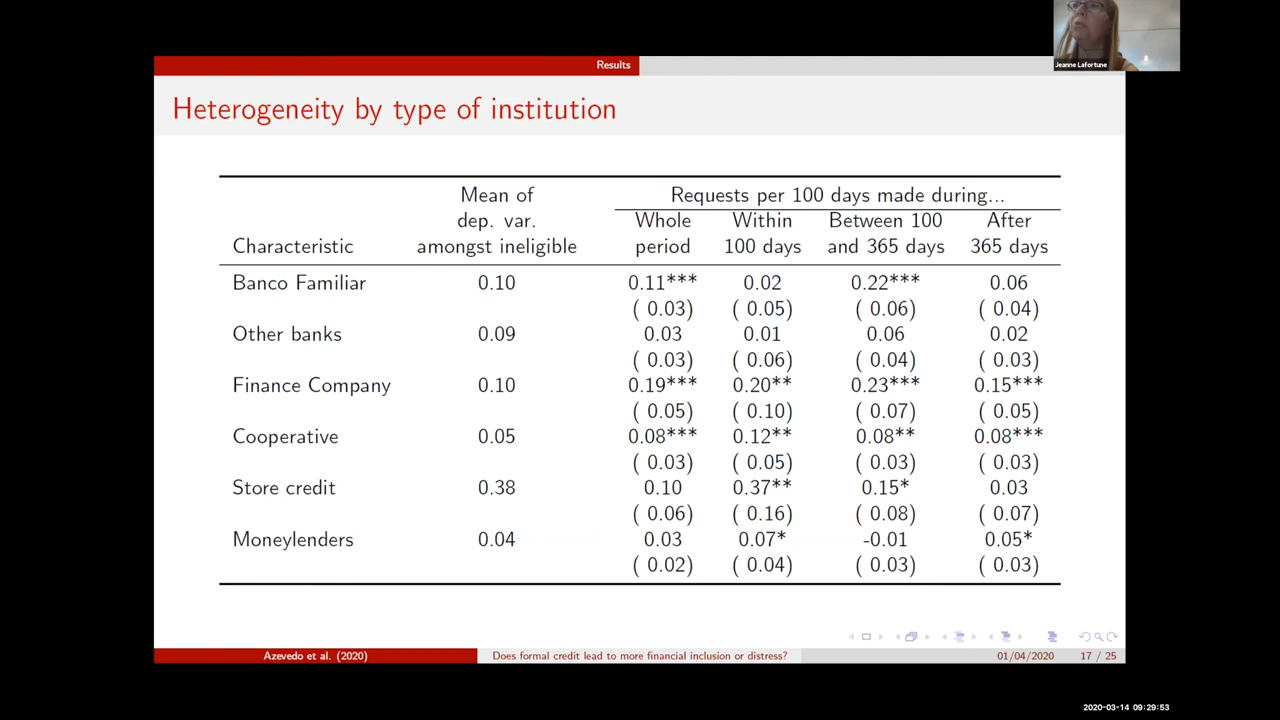 Jeanne Lafortune
Results
Heterogeneity by type of institution
Mean of Requests per 100 days made during...
dep. var. Whole Within Between 100 After
Characteristic amongst ineligible period 100 days and 365 days 365 days
Banco Familiar 0.10 0.11*** 0.02 0.22*** 0.06
( 0.03) ( 0.05) ( 0.06) ( 0.04)
Other banks 0.09 0.03 0.01 0.06 0.02
( 0.03) ( 0.06) ( 0.04) ( 0.03)
Finance Company 0.10 0.19*** 0.20** 0.23*** 0.15***
( 0.05) ( 0.10) ( 0.07) ( 0.05)
Cooperative 0.05 0.08*** 0.12** 0.08** 0.08***
( 0.03) ( 0.05) ( 0.03) ( 0.03)
Store credit 0.38 0.10 0.37** 0.15* 0.03
( 0.06) ( 0.16) ( 0.08) ( 0.07)
Moneylenders 0.04 0.03 0.07* -0.01 0.05*
( 0.02) ( 0.04) ( 0.03) ( 0.03)
Azevedo et al. (2020) Does formal credit lead to more financial inclusion or distress? 01/04/2020 17 / 25
2020-03-14 09:29:53